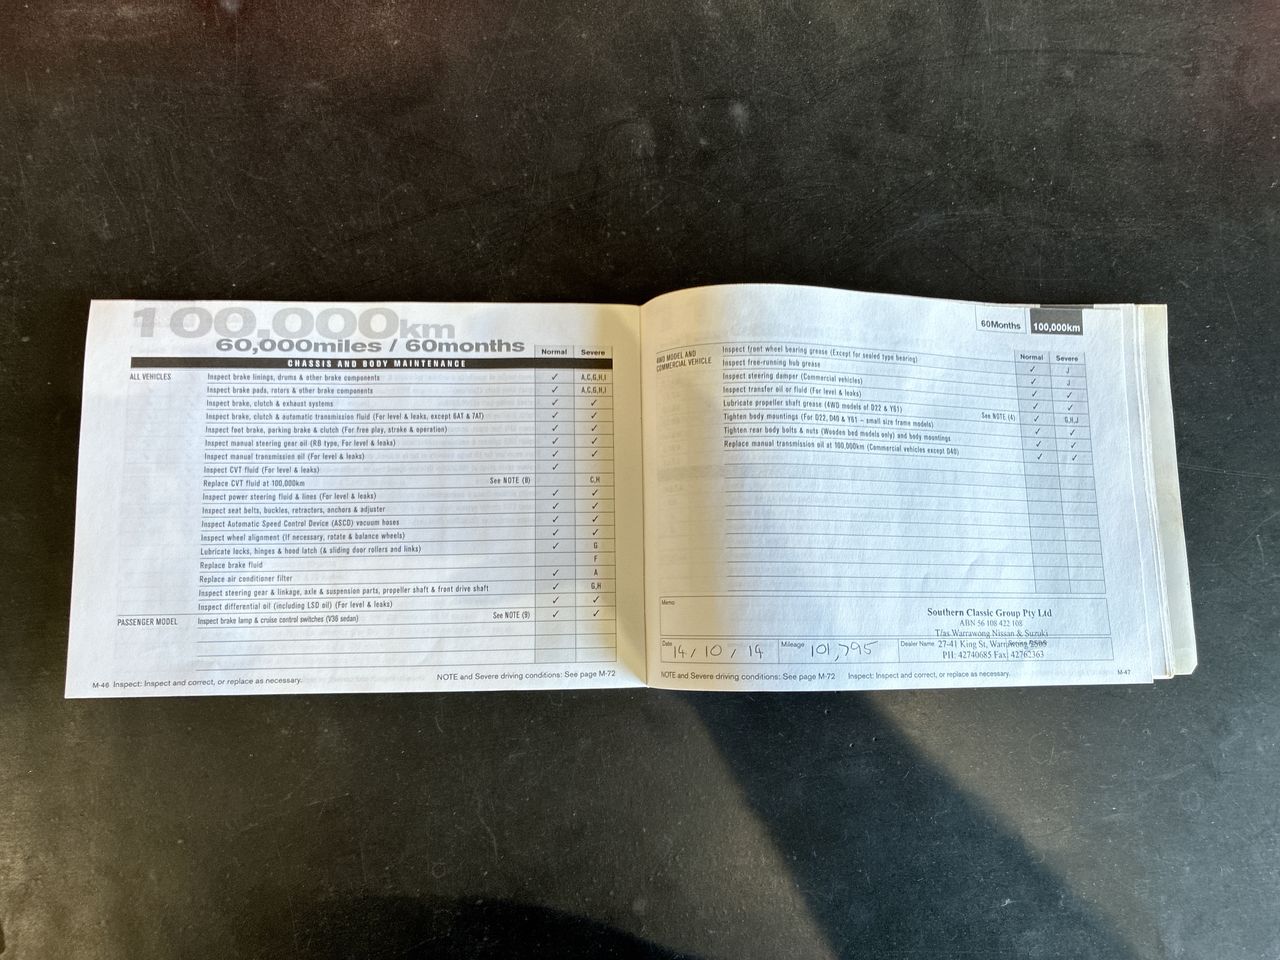 100,000km
60,000miles / 60months
Normal Severe
CHASSIS AND BODY MAINTENANCE
ALL VEHICLES Inspect brake linings, drums & other brake components ✓ A,C,G,H,I
Inspect brake pads, rotors & other brake components ✓ A,C,G,H,I
Inspect brake, clutch & exhaust systems ✓ ✓
Inspect brake, clutch & automatic transmission fluid (For level & leaks, except 6AT & 7AT) ✓ ✓
Inspect foot brake, parking brake & clutch (For free play, stroke & operation) ✓ ✓
Inspect manual steering gear oil (RB type, For level & leaks) ✓ ✓
Inspect manual transmission oil (For level & leaks) ✓ ✓
Inspect CVT fluid (For level & leaks) ✓
Replace CVT fluid at 100,000km See NOTE (8) C,H
Inspect power steering fluid & lines (For level & leaks) ✓ ✓
Inspect seat belts, buckles, retractors, anchors & adjuster ✓ ✓
Inspect Automatic Speed Control Device (ASCD) vacuum hoses ✓ ✓
Inspect wheel alignment (If necessary, rotate & balance wheels) ✓ ✓
Lubricate locks, hinges & hood latch (& sliding door rollers and links) ✓ G
Replace brake fluid F
Replace air conditioner filter ✓ A
Inspect steering gear & linkage, axle & suspension parts, propeller shaft & front drive shaft ✓ G,H
Inspect differential oil (including LSD oil) (For level & leaks) ✓ ✓
PASSENGER MODEL Inspect brake lamp & cruise control switches (V36 sedan) See NOTE (9) ✓ ✓
M-46 Inspect: Inspect and correct, or replace as necessary. NOTE and Severe driving conditions: See page M-72
60Months 100,000km
Normal Severe
4WD MODEL AND COMMERCIAL VEHICLE
Inspect front wheel bearing grease (Except for sealed type bearing) ✓ J
Inspect free-running hub grease ✓ J
Inspect steering damper (Commercial vehicles) ✓ ✓
Inspect transfer oil or fluid (For level & leaks) ✓ ✓
Lubricate propeller shaft grease (4WD models of D22 & Y61) See NOTE (4) ✓ G,H,J
Tighten body mountings (For D22, D40 & Y61 - small size frame models) ✓ ✓
Tighten rear body bolts & nuts (Wooden bed models only) and body mountings ✓ ✓
Replace manual transmission oil at 100,000km (Commercial vehicles except D40) ✓ ✓
Memo
Southern Classic Group Pty Ltd
ABN 56 108 422 108
T/as Warrawong Nissan & Suzuki
Date 14 / 10 / 14 Mileage 101,795 Dealer Name 27-41 King St, Warrawong 2505
PH: 42740685 Fax: 42762363
NOTE and Severe driving conditions: See page M-72 Inspect: Inspect and correct, or replace as necessary. M-47